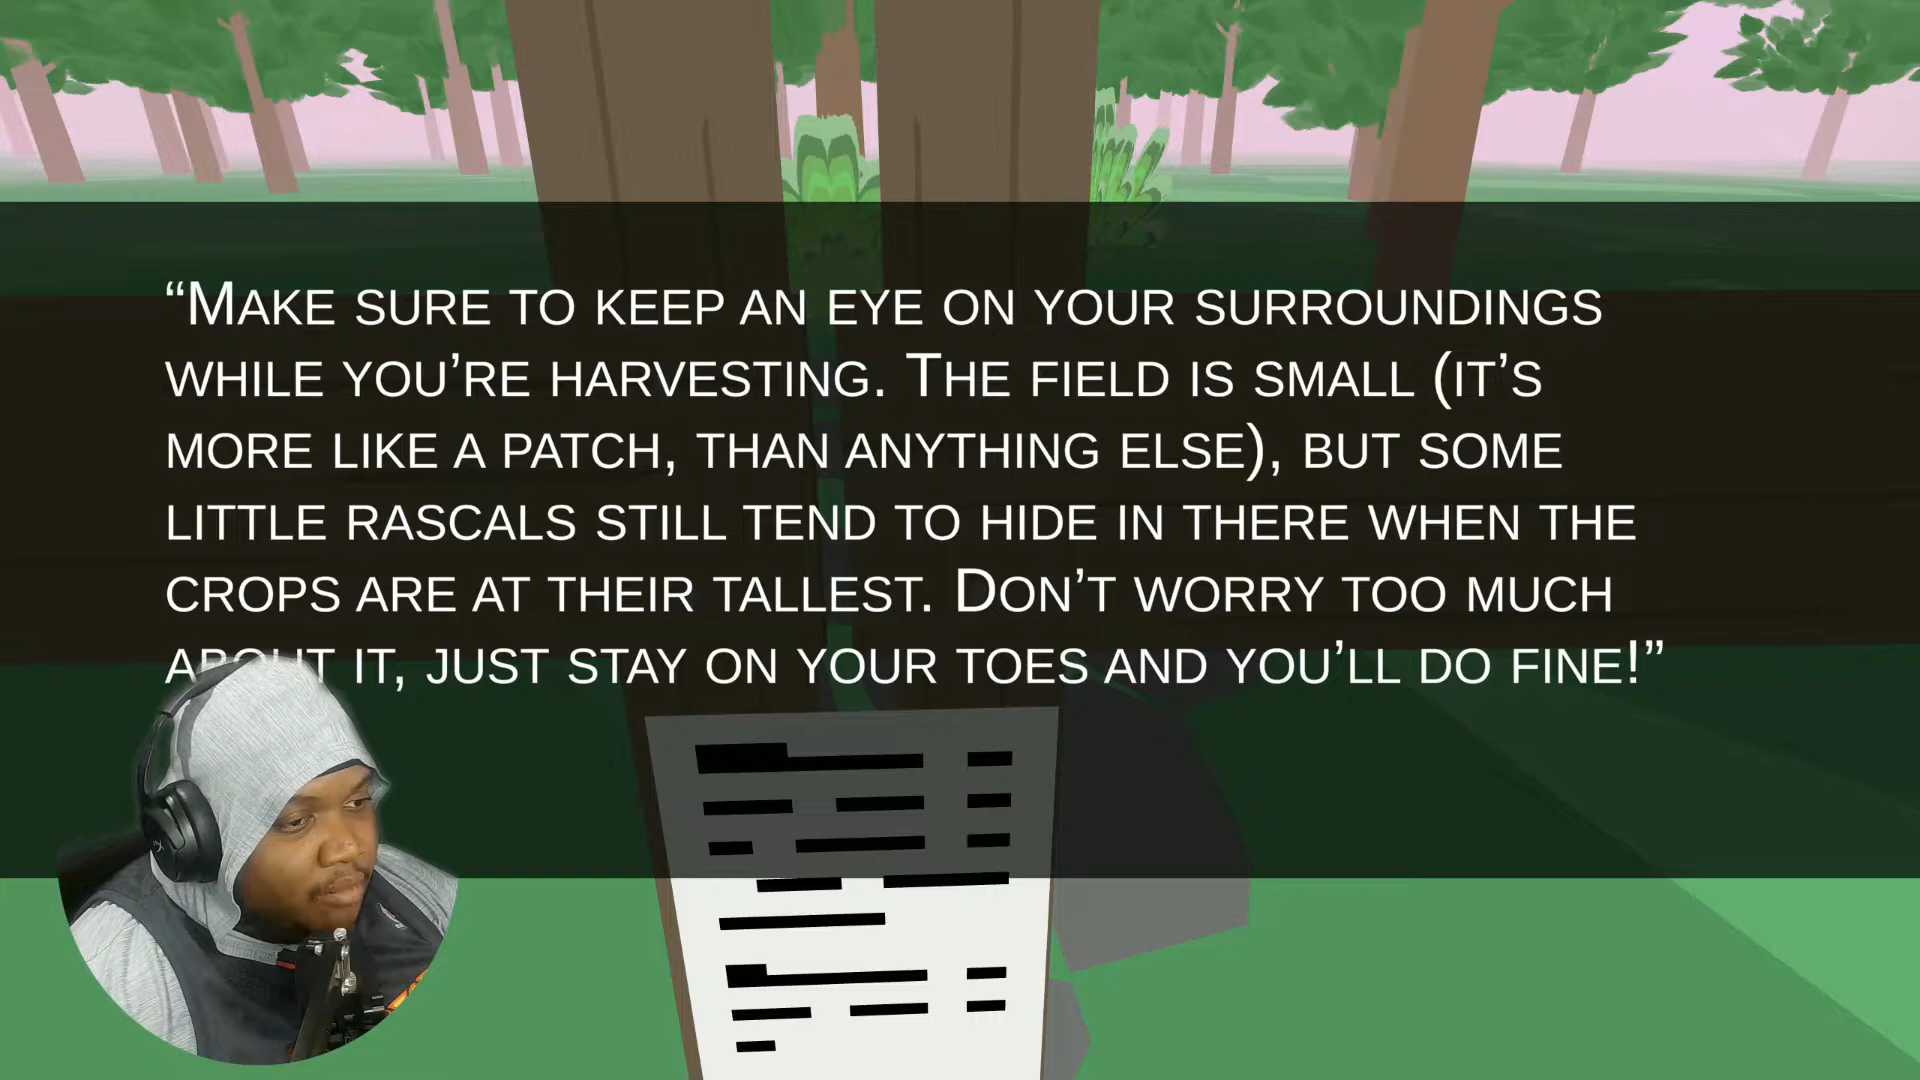 “Make sure to keep an eye on your surroundings
while you’re harvesting. The field is small (it’s
more like a patch, than anything else), but some
little rascals still tend to hide in there when the
crops are at their tallest. Don’t worry too much
about it, just stay on your toes and you’ll do fine!”